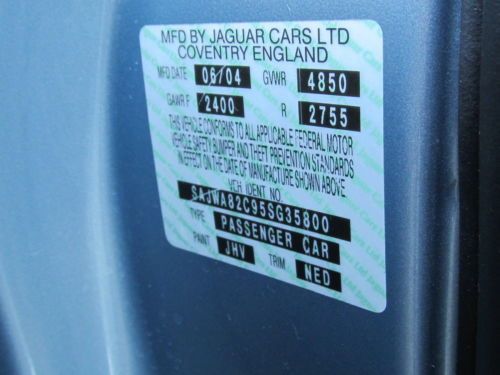 MFD BY JAGUAR CARS LTD
COVENTRY ENGLAND
MFD DATE 06/04 GVWR 4850
GAWR F 2400 R 2755
THIS VEHICLE CONFORMS TO ALL APPLICABLE FEDERAL MOTOR
VEHICLE SAFETY BUMPER AND THEFT PREVENTION STANDARDS
IN EFFECT ON THE DATE OF MANUFACTURE SHOWN ABOVE
VEH IDENT NO.
SAJWA82C95SG35800
TYPE PASSENGER CAR
PAINT JHV TRIM NED